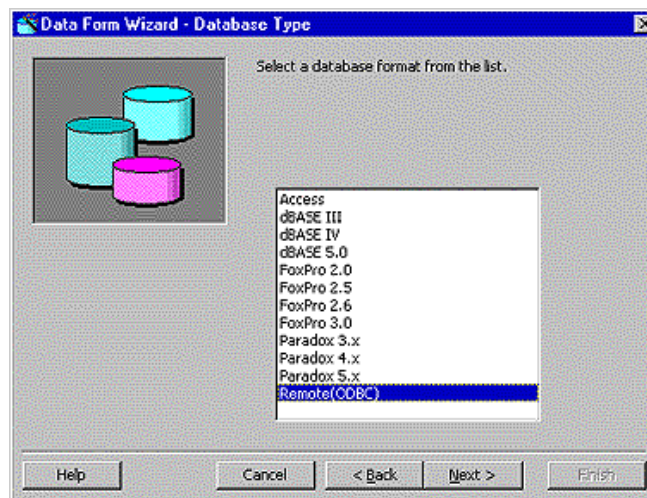 Data Form Wizard - Database Type
Select a database format from the list.
Access
dBASE III
dBASE IV
dBASE 5.0
FoxPro 2.0
FoxPro 2.5
FoxPro 2.6
FoxPro 3.0
Paradox 3.x
Paradox 4.x
Paradox 5.x
Remote(ODBC)
Help Cancel < Back Next > Finish